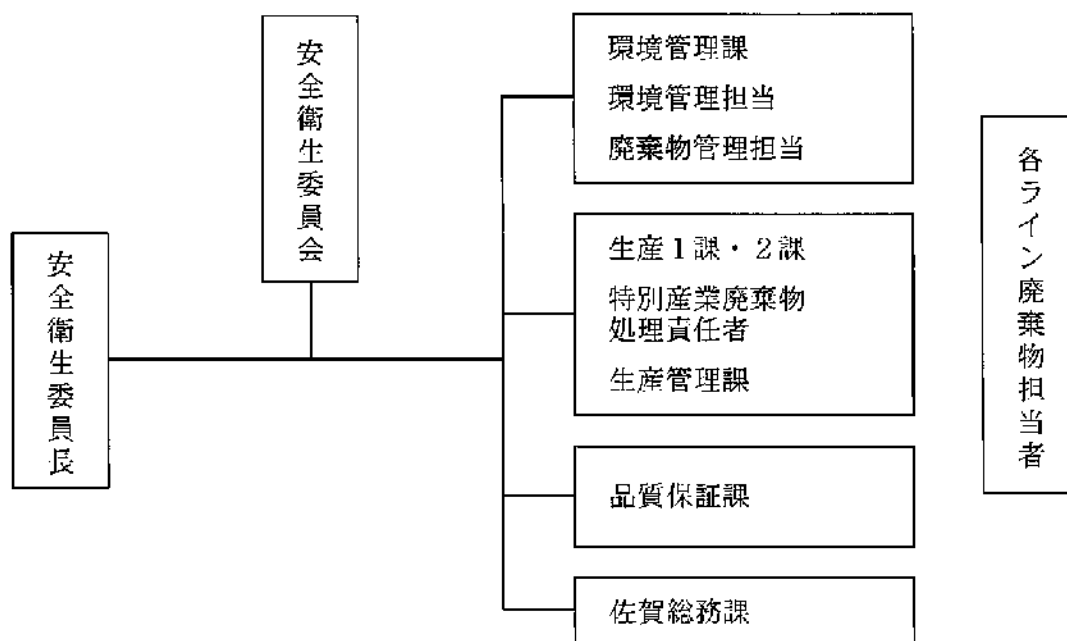 安全衛生委員長
安全衛生委員会
環境管理課
環境管理担当
廃棄物管理担当
生産1課・2課
特別産業廃棄物
処理責任者
生産管理課
品質保証課
佐賀総務課
各ライン廃棄物担当者